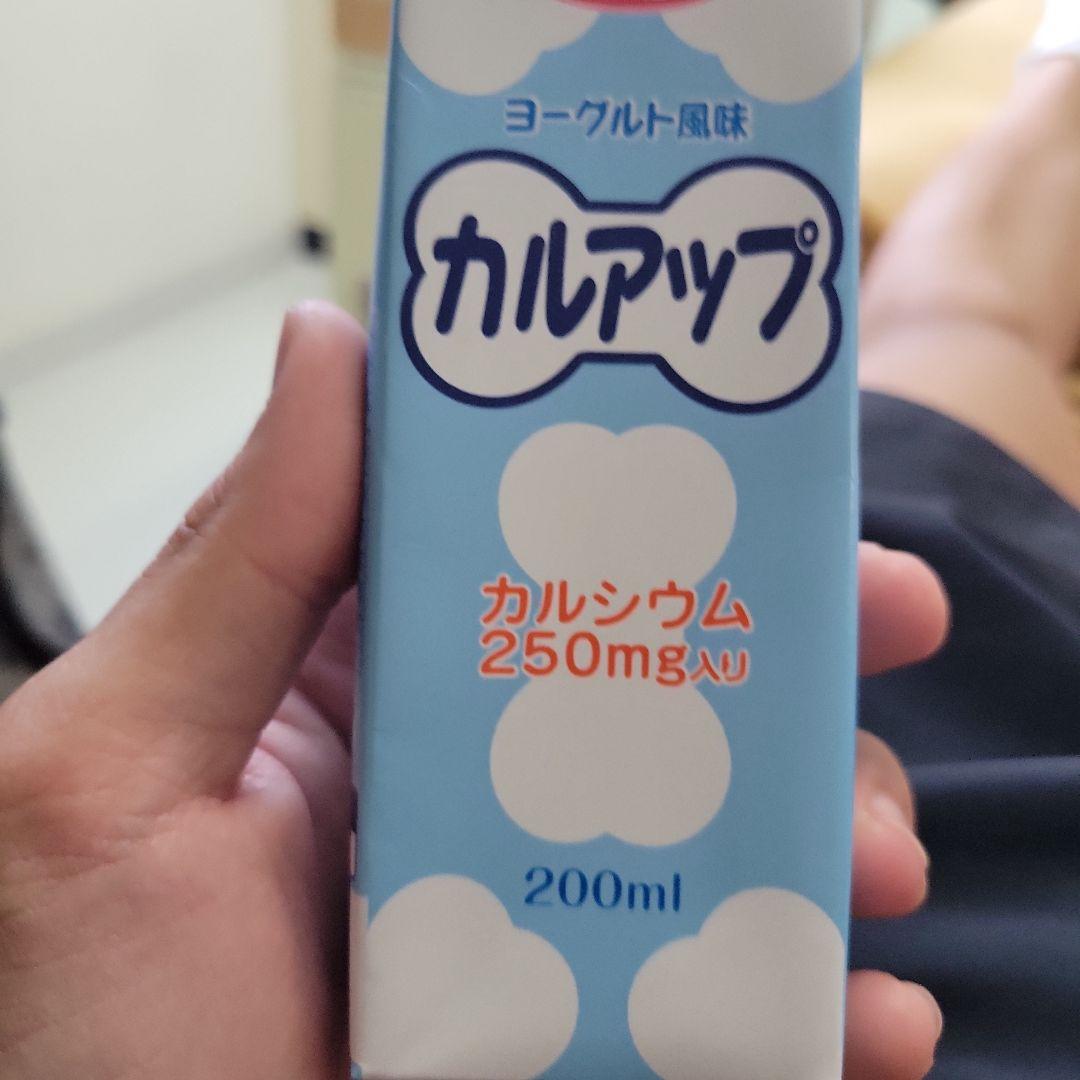 ヨーグルト風味
カルアップ
カルシウム
250mg入り
200ml